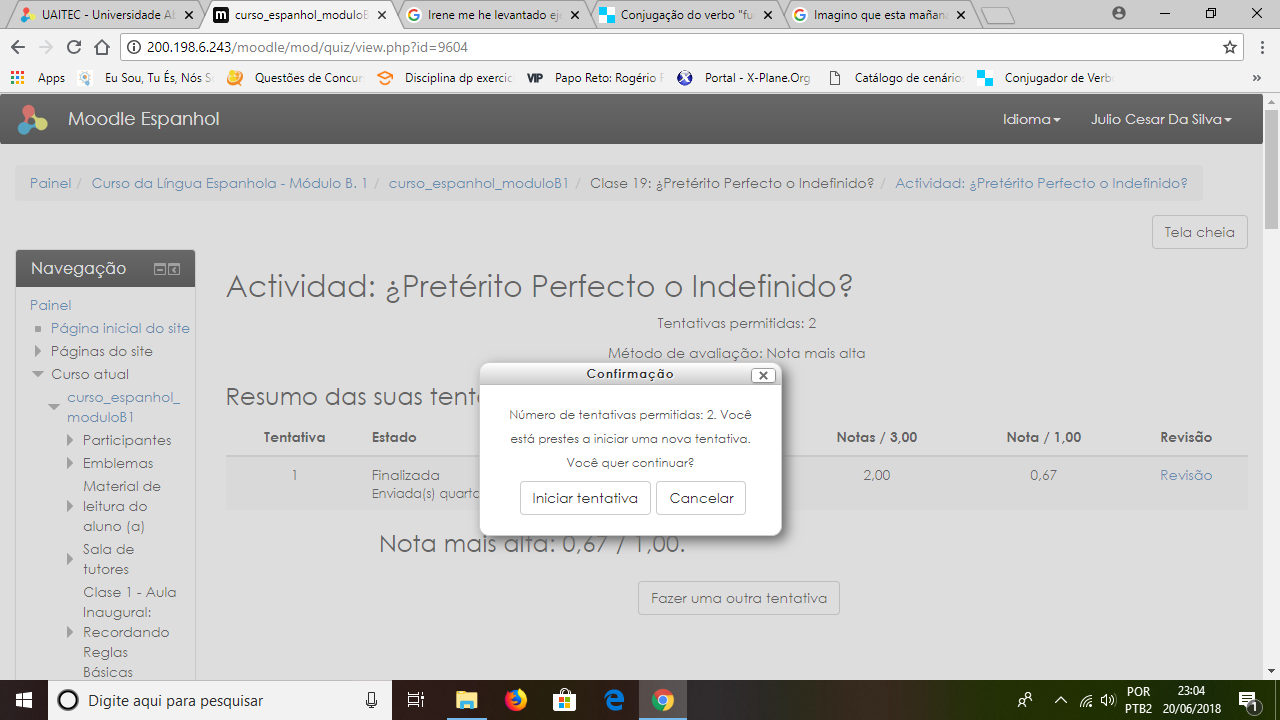 UAITEC - Universidade Ab
curso_espanhol_moduloB
Irene me he levantado eje
Conjugação do verbo "fu
Imagino que esta mañana
200.198.6.243/moodle/mod/quiz/view.php?id=9604
Apps
Eu Sou, Tu És, Nós S
Questões de Concur
Disciplina dp exercic
VIP
Papo Reto: Rogério F
Portal - X-Plane.Org
Catálogo de cenário
Conjugador de Verb
»
Moodle Espanhol
Idioma
Julio Cesar Da Silva
Painel / Curso da Língua Espanhola - Módulo B. 1 / curso_espanhol_moduloB1 / Clase 19: ¿Pretérito Perfecto o Indefinido? / Actividad: ¿Pretérito Perfecto o Indefinido?
Tela cheia
Navegação
Painel
Página inicial do site
Páginas do site
Curso atual
curso_espanhol_
moduloB1
Participantes
Emblemas
Material de
leitura do
aluno (a)
Sala de
tutores
Clase 1 - Aula
Inaugural:
Recordando
Reglas
Básicas
Actividad: ¿Pretérito Perfecto o Indefinido?
Tentativas permitidas: 2
Método de avaliação: Nota mais alta
Resumo das suas tent
Tentativa Estado Notas / 3,00 Nota / 1,00 Revisão
1 Finalizada 2,00 0,67 Revisão
Enviada(s) quarta
Nota mais alta: 0,67 / 1,00.
Fazer uma outra tentativa
Confirmação
Número de tentativas permitidas: 2. Você
está prestes a iniciar uma nova tentativa.
Você quer continuar?
Iniciar tentativa
Cancelar
Digite aqui para pesquisar
POR
PTB2
23:04
20/06/2018
1